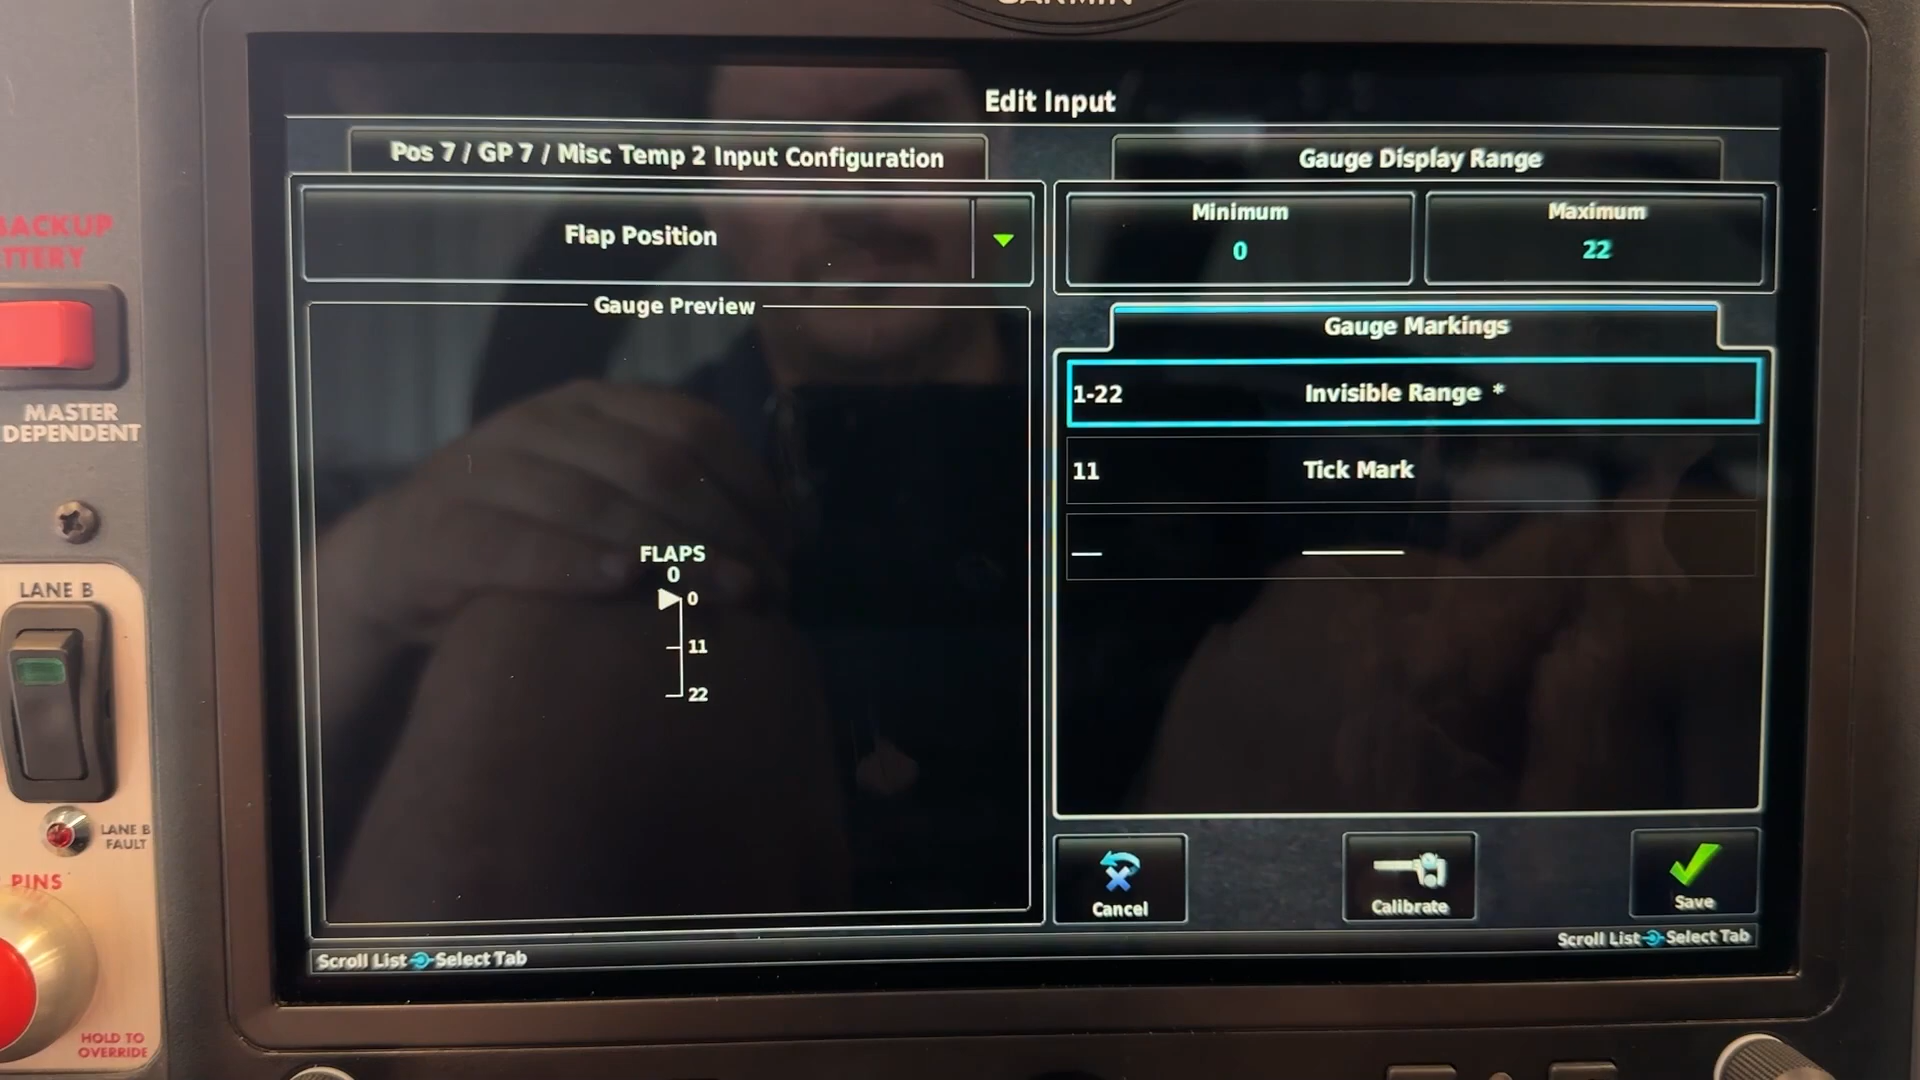 GARMIN
Edit Input
Pos 7 / GP 7 / Misc Temp 2 Input Configuration
Flap Position
Gauge Preview
FLAPS
0
0
11
22
Gauge Display Range
Minimum
0
Maximum
22
Gauge Markings
1-22 Invisible Range *
11 Tick Mark
Cancel
Calibrate
Save
Scroll List Select Tab
Scroll List Select Tab
MASTER
DEPENDENT
LANE B
LANE B
FAULT
PINS
HOLD TO
OVERRIDE